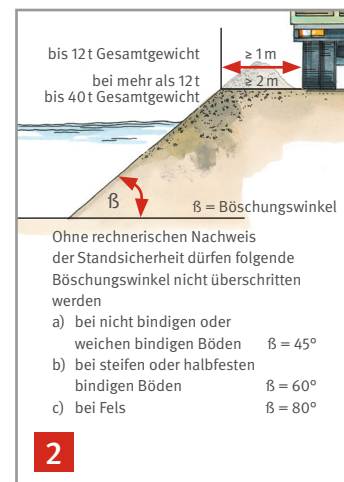 bis 12 t Gesamtgewicht
≥ 1 m
bei mehr als 12 t
bis 40 t Gesamtgewicht
≥ 2 m
ß
ß = Böschungswinkel
Ohne rechnerischen Nachweis
der Standsicherheit dürfen folgende
Böschungswinkel nicht überschritten
werden
a) bei nicht bindigen oder
weichen bindigen Böden ß = 45°
b) bei steifen oder halbfesten
bindigen Böden ß = 60°
c) bei Fels ß = 80°
2